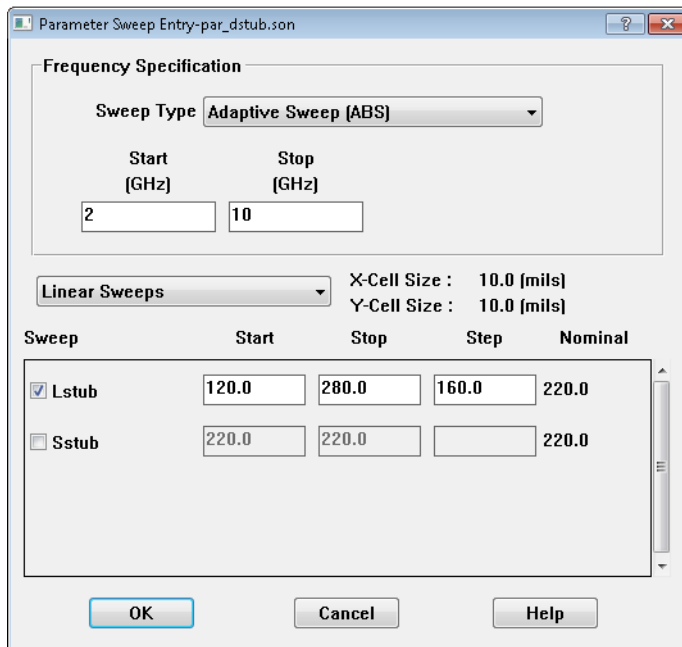 Parameter Sweep Entry-par_dstub.son
Frequency Specification
Sweep Type Adaptive Sweep (ABS)
Start Stop
(GHz) (GHz)
2 10
Linear Sweeps X-Cell Size : 10.0 (mils)
Y-Cell Size : 10.0 (mils)
Sweep Start Stop Step Nominal
Lstub 120.0 280.0 160.0 220.0
Sstub 220.0 220.0 220.0
OK Cancel Help